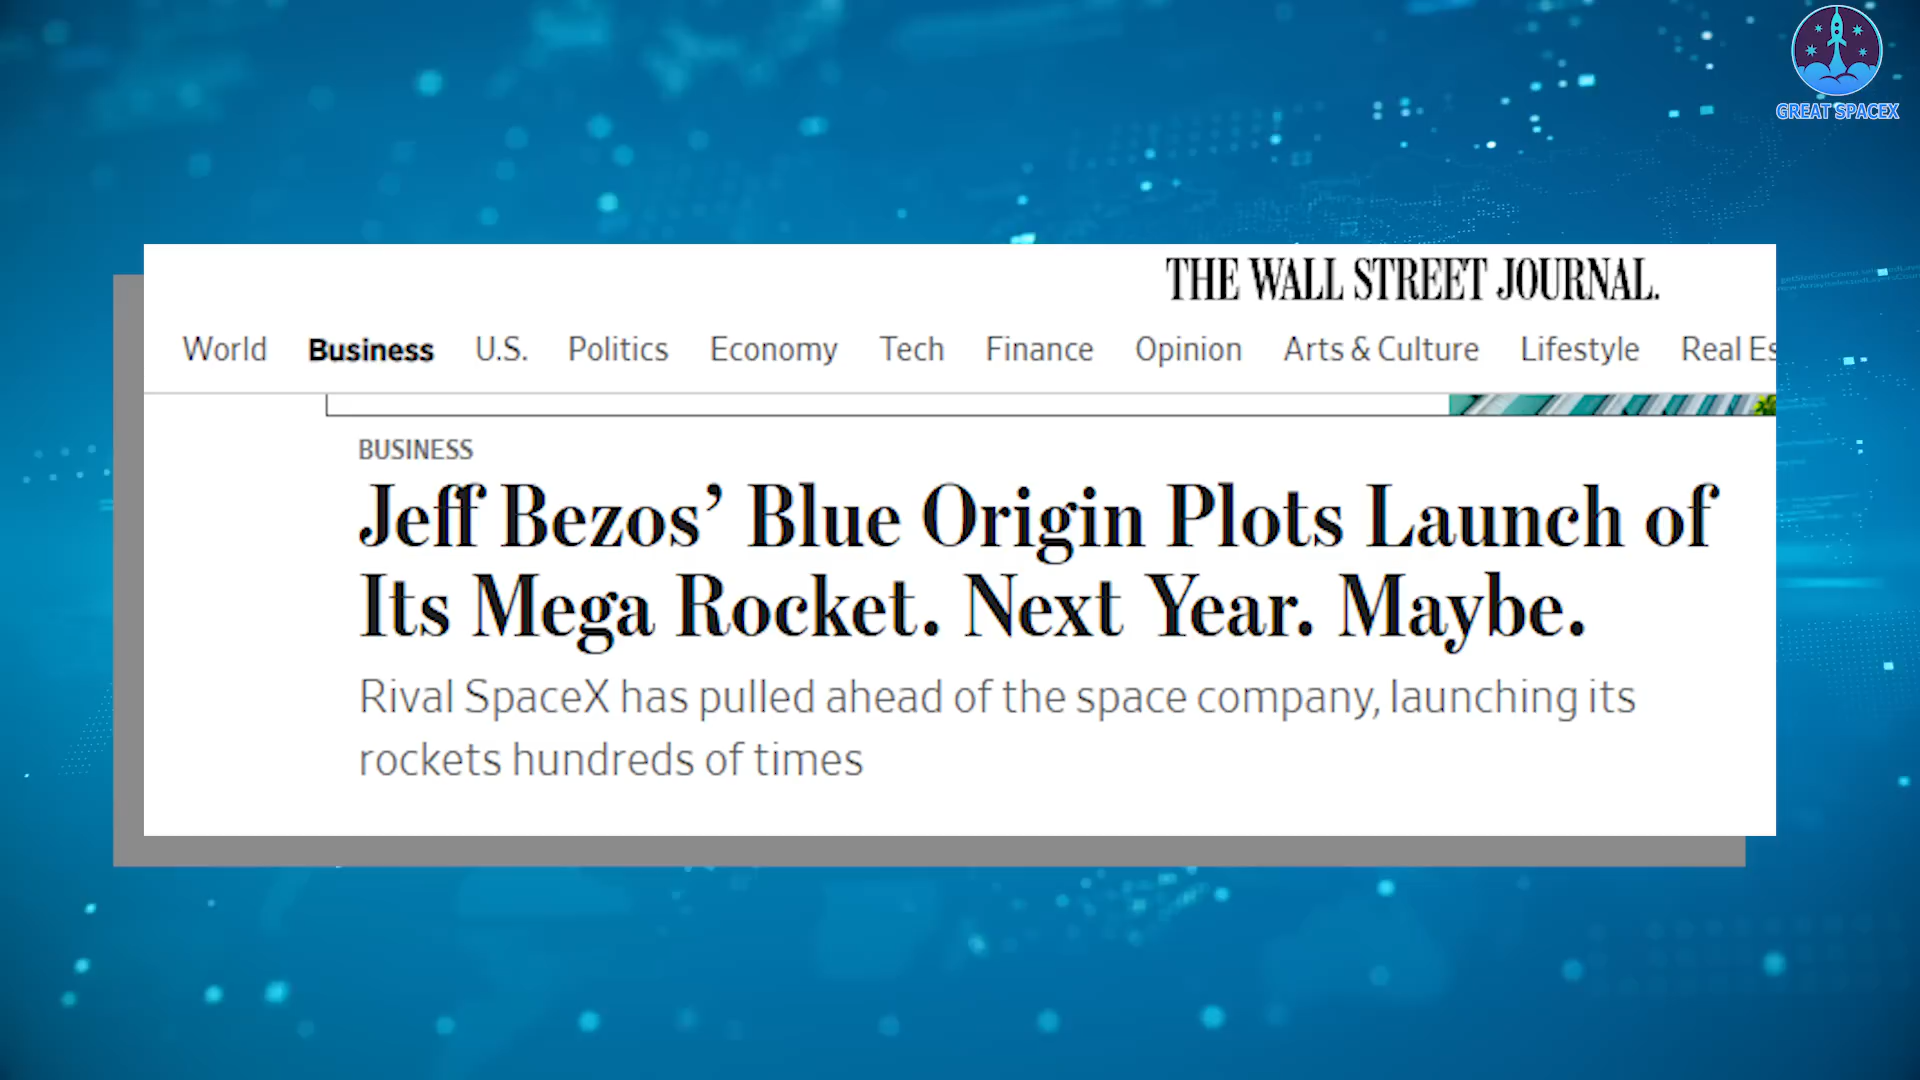 GREAT SPACEX
THE WALL STREET JOURNAL.
World Business U.S. Politics Economy Tech Finance Opinion Arts & Culture Lifestyle Real Es
BUSINESS
Jeff Bezos’ Blue Origin Plots Launch of
Its Mega Rocket. Next Year. Maybe.
Rival SpaceX has pulled ahead of the space company, launching its
rockets hundreds of times